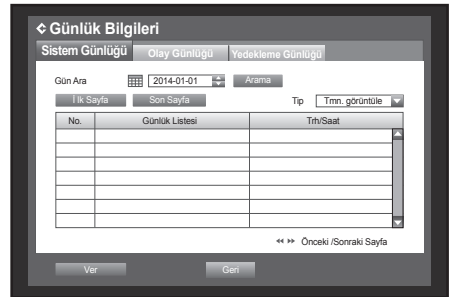 Günlük Bilgileri
Sistem Günlüğü Olay Günlüğü Yedekleme Günlüğü
Gün Ara 2014-01-01 Arama
İlk Sayfa Son Sayfa Tip Tmn. görüntüle
No. Günlük Listesi Trh/Saat
Önceki /Sonraki Sayfa
Ver Geri